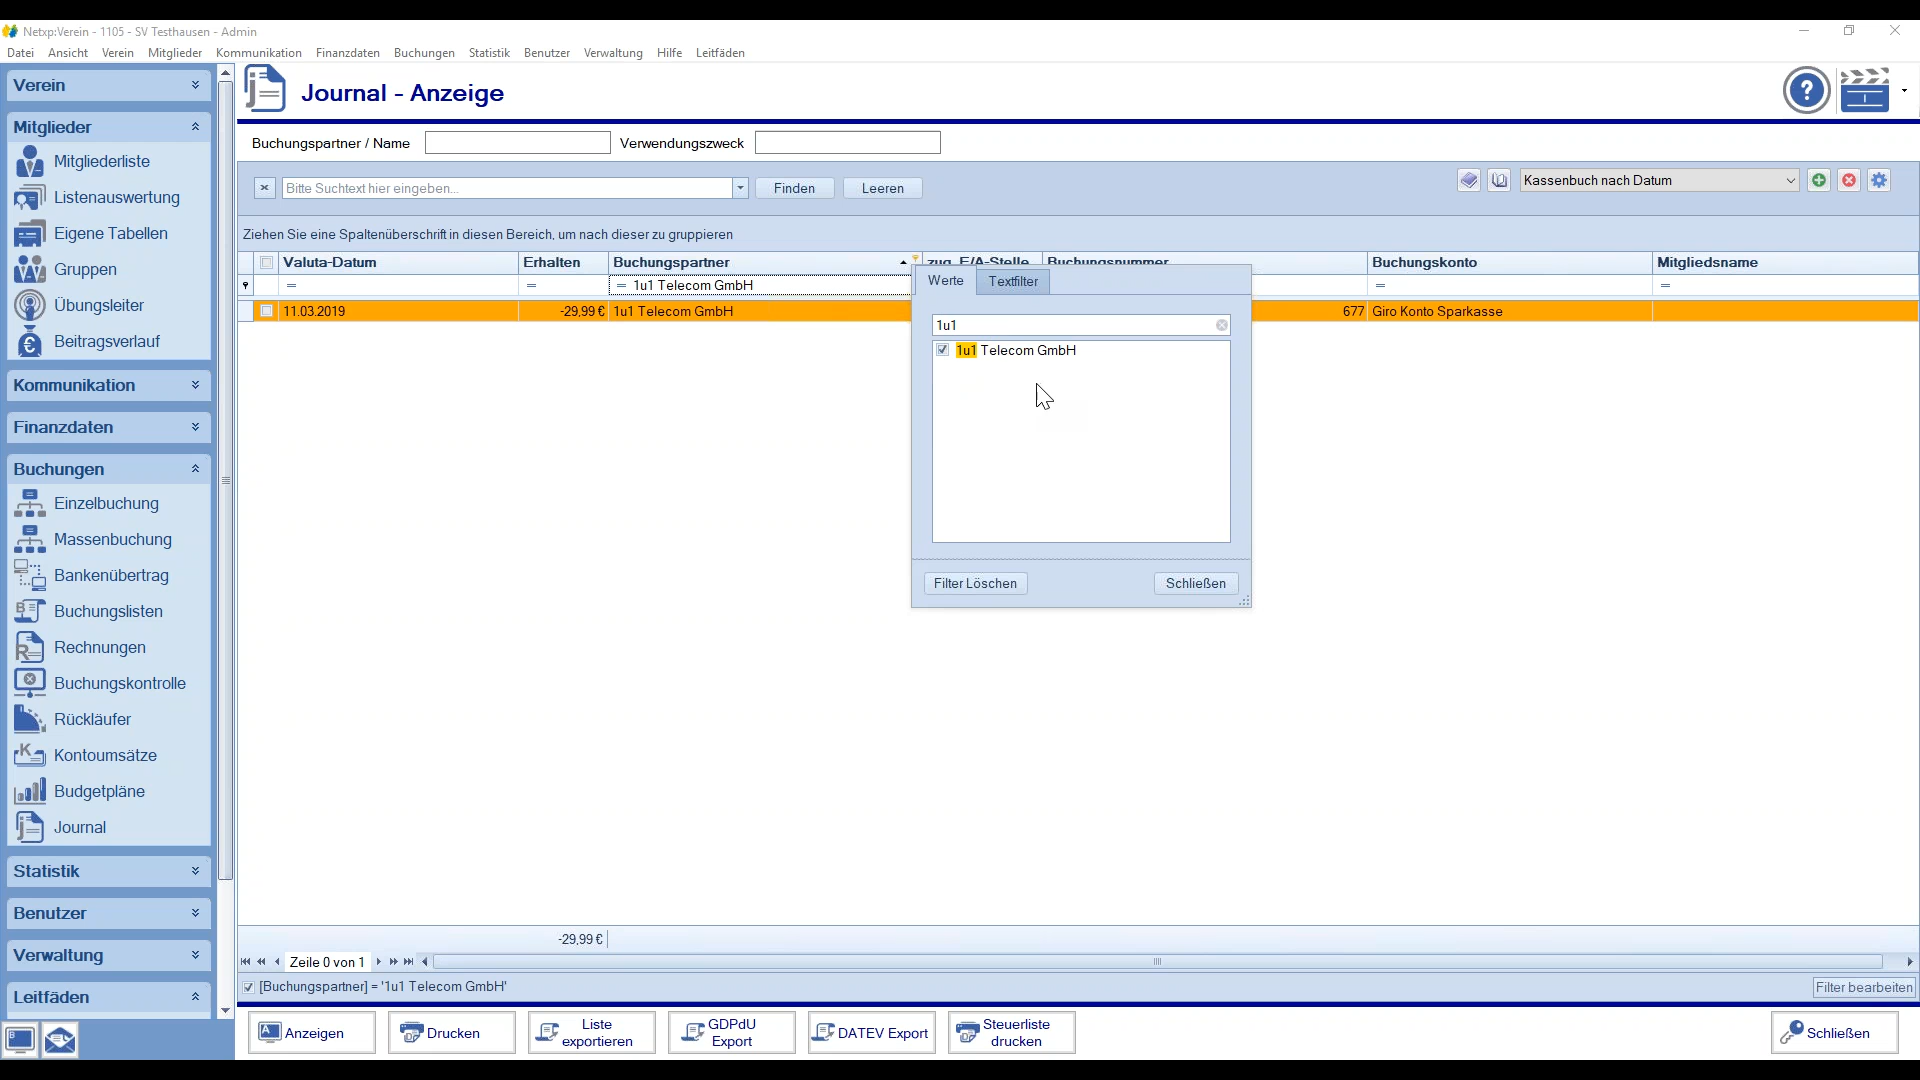 Netxp:Verein - 1105 - SV Testhausen - Admin
Datei Ansicht Verein Mitglieder Kommunikation Finanzdaten Buchungen Statistik Benutzer Verwaltung Hilfe Leitfäden
Verein
Mitglieder
Mitgliederliste
Listenauswertung
Eigene Tabellen
Gruppen
Übungsleiter
Beitragsverlauf
Kommunikation
Finanzdaten
Buchungen
Einzelbuchung
Massenbuchung
Bankenübertrag
Buchungslisten
Rechnungen
Buchungskontrolle
Rückläufer
Kontoumsätze
Budgetpläne
Journal
Statistik
Benutzer
Verwaltung
Leitfäden
Journal - Anzeige
Buchungspartner / Name Verwendungszweck
Bitte Suchtext hier eingeben... Finden Leeren Kassenbuch nach Datum
Ziehen Sie eine Spaltenüberschrift in diesen Bereich, um nach dieser zu gruppieren
Valuta-Datum Erhalten Buchungspartner zug. E/A-Stelle Buchungsnummer Buchungskonto Mitgliedsname
= = = 1u1 Telecom GmbH = =
11.03.2019 -29,99 € 1u1 Telecom GmbH 677 Giro Konto Sparkasse
Werte Textfilter
1u1
1u1 Telecom GmbH
Filter Löschen Schließen
-29,99 €
Zeile 0 von 1
[Buchungspartner] = '1u1 Telecom GmbH' Filter bearbeiten
Anzeigen
Drucken
Liste
exportieren
GDPdU
Export
DATEV Export
Steuerliste
drucken
Schließen